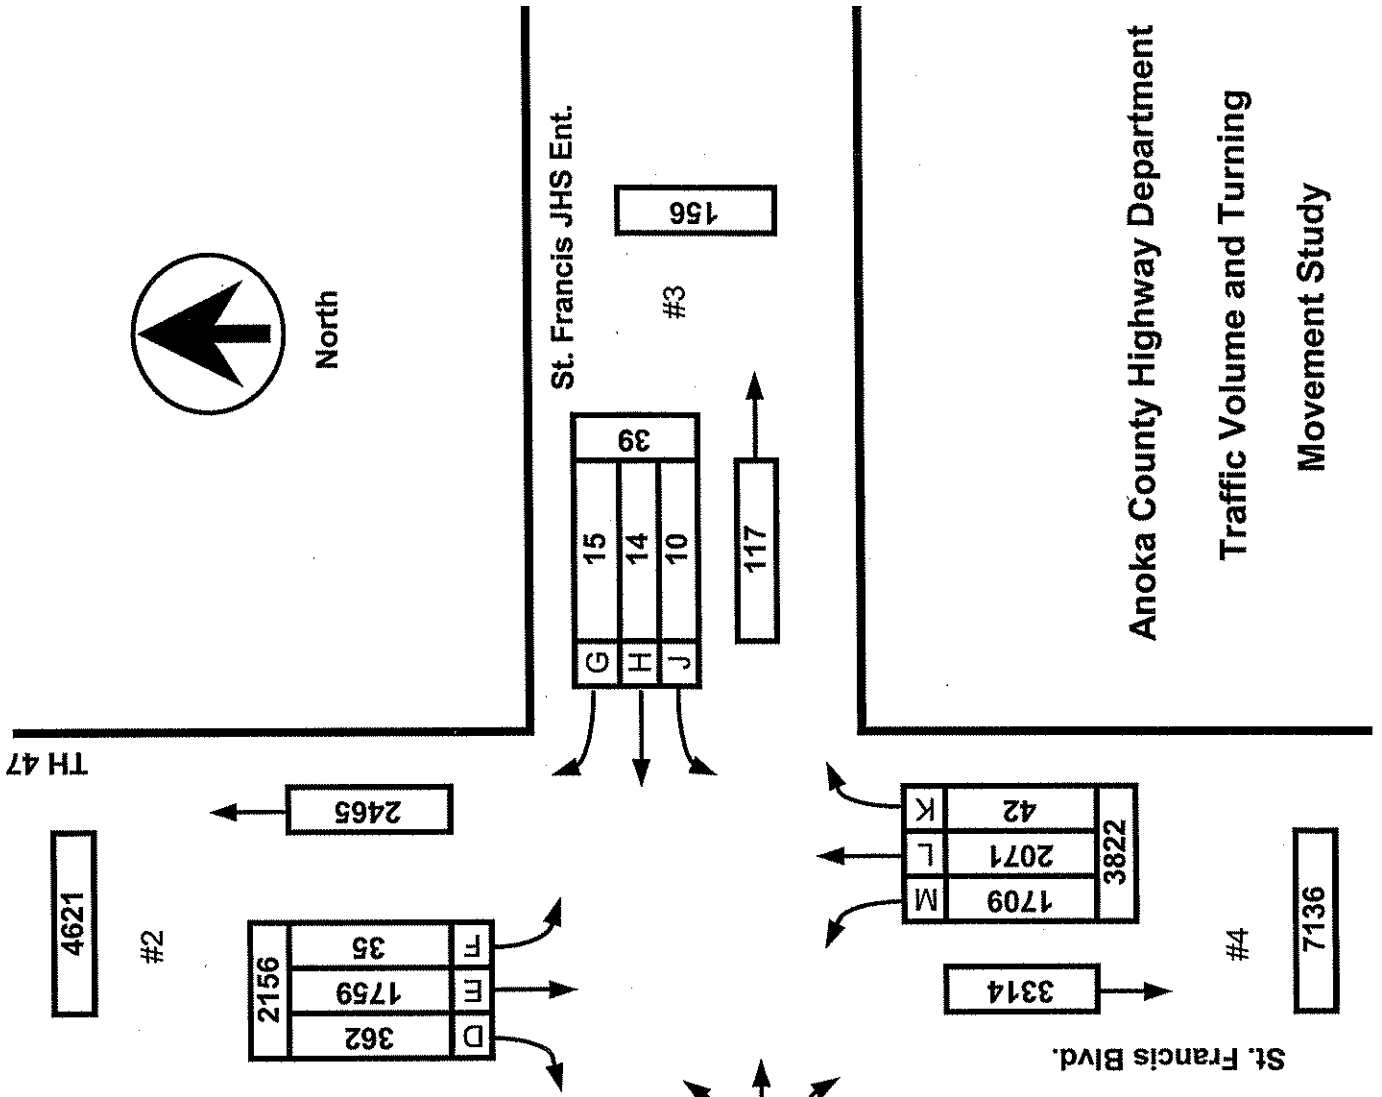 TH 47
4621
#2
2465
2156
35
1759
362
F
E
D
North
St. Francis JHS Ent.
156
#3
39
15
14
10
G
H
J
117
K
L
M
42
2071
1709
3822
3314
#4
7136
St. Francis Blvd.
Anoka County Highway Department
Traffic Volume and Turning
Movement Study